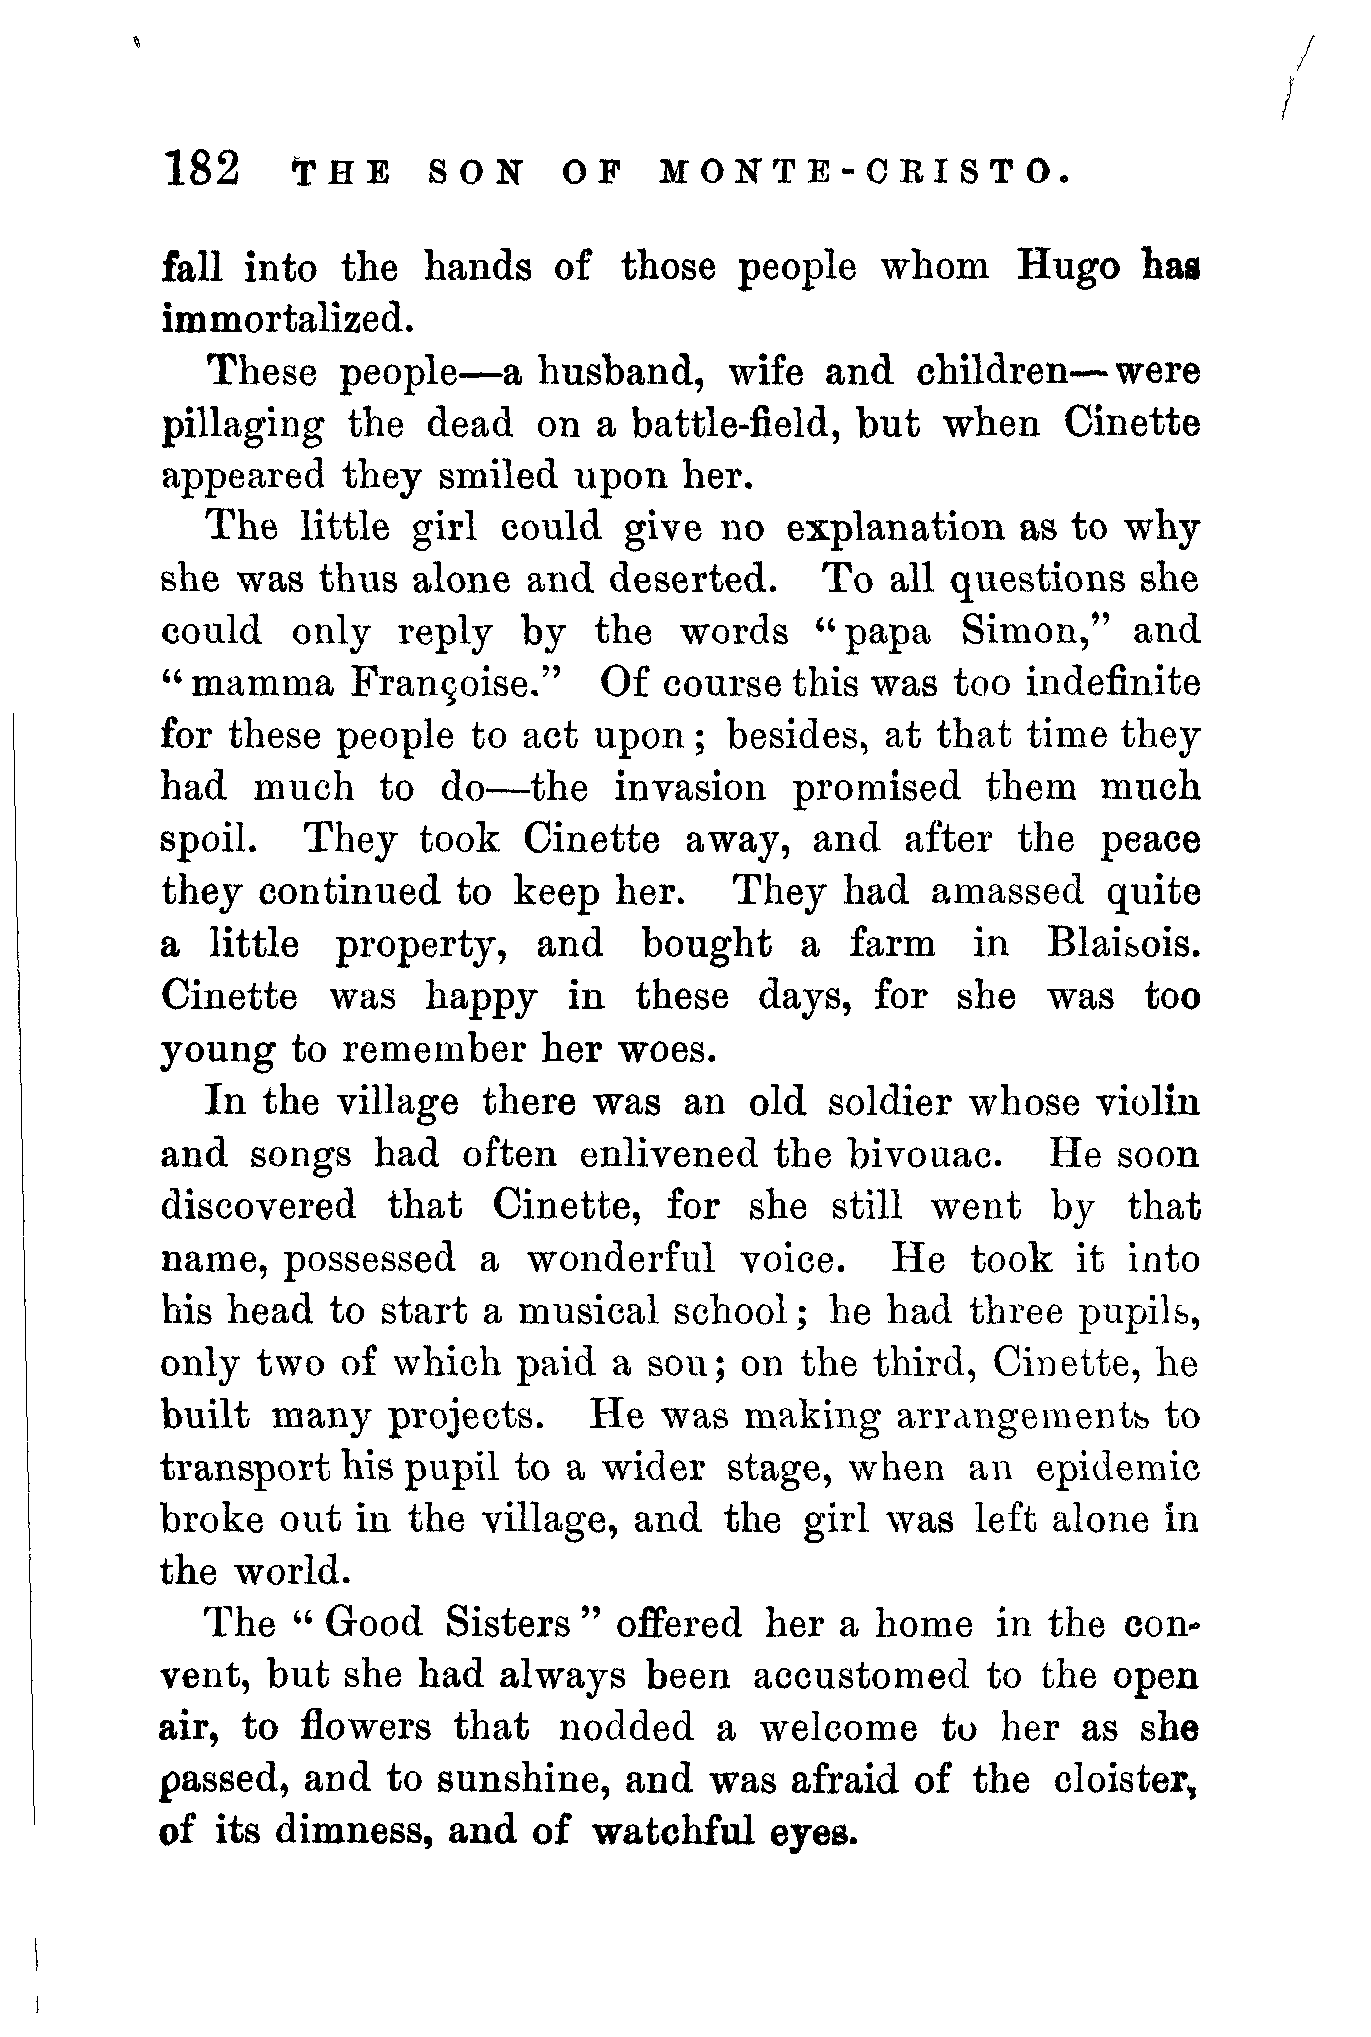 182 THE SON OF MONTE-CRISTO.
fall into the hands of those people whom Hugo has
immortalized.
These people—a husband, wife and children—were
pillaging the dead on a battle-field, but when Cinette
appeared they smiled upon her.
The little girl could give no explanation as to why
she was thus alone and deserted. To all questions she
could only reply by the words “papa Simon,” and
“mamma Françoise.” Of course this was too indefinite
for these people to act upon; besides, at that time they
had much to do—the invasion promised them much
spoil. They took Cinette away, and after the peace
they continued to keep her. They had amassed quite
a little property, and bought a farm in Blaisois.
Cinette was happy in these days, for she was too
young to remember her woes.
In the village there was an old soldier whose violin
and songs had often enlivened the bivouac. He soon
discovered that Cinette, for she still went by that
name, possessed a wonderful voice. He took it into
his head to start a musical school; he had three pupils,
only two of which paid a sou; on the third, Cinette, he
built many projects. He was making arrangements to
transport his pupil to a wider stage, when an epidemic
broke out in the village, and the girl was left alone in
the world.
The “Good Sisters” offered her a home in the con-
vent, but she had always been accustomed to the open
air, to flowers that nodded a welcome to her as she
passed, and to sunshine, and was afraid of the cloister,
of its dimness, and of watchful eyes.